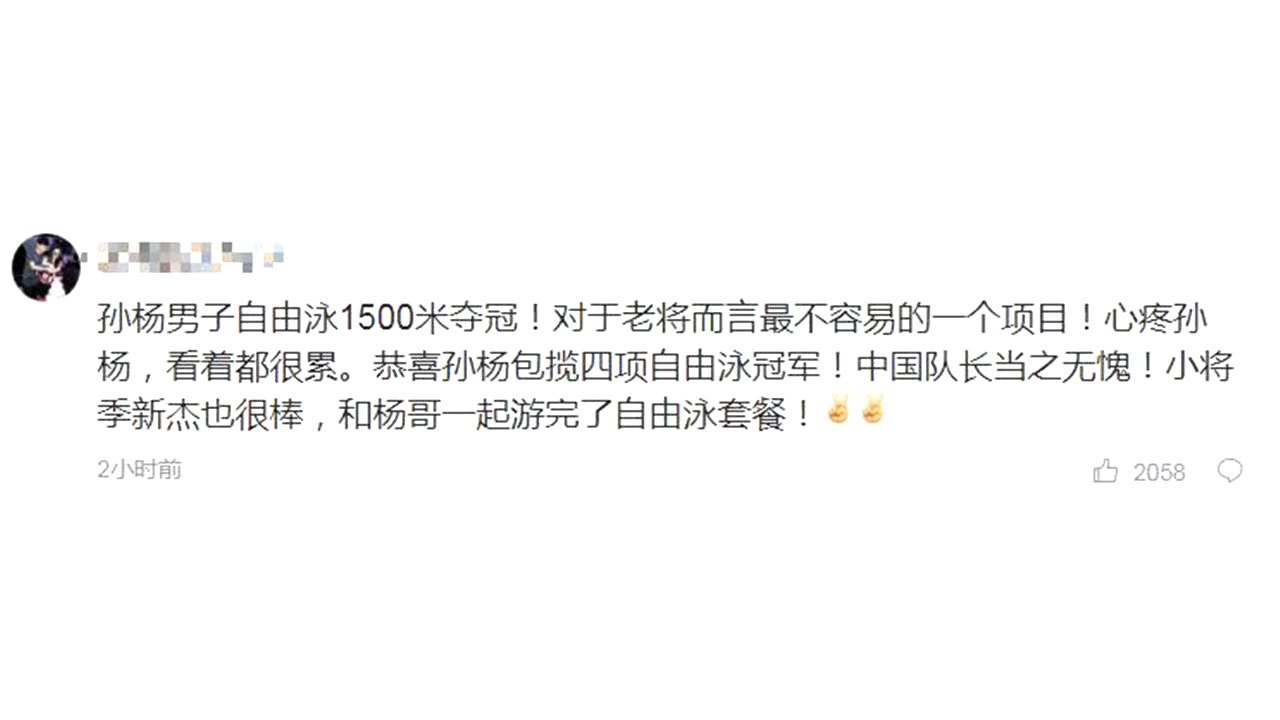 孙杨男子自由泳1500米夺冠！对于老将而言最不容易的一个项目！心疼孙
杨，看着都很累。恭喜孙杨包揽四项自由泳冠军！中国队长当之无愧！小将
季新杰也很棒，和杨哥一起游完了自由泳套餐！✌✌
2小时前
2058